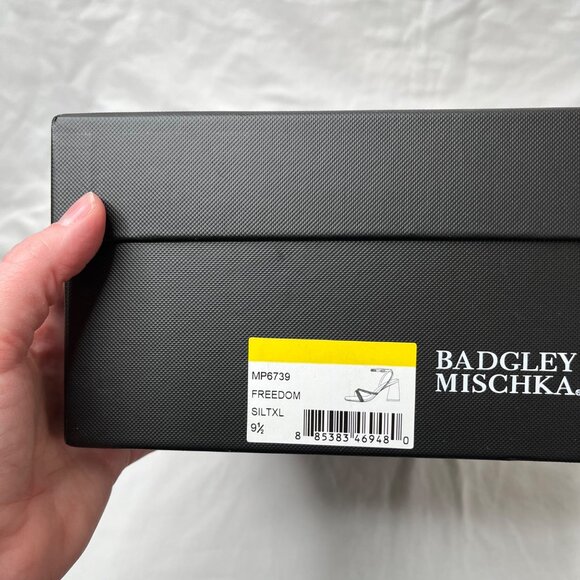 MP6739
FREEDOM
SILTXL
9½
8 85383 46948 0
BADGLEY
MISCHKA®